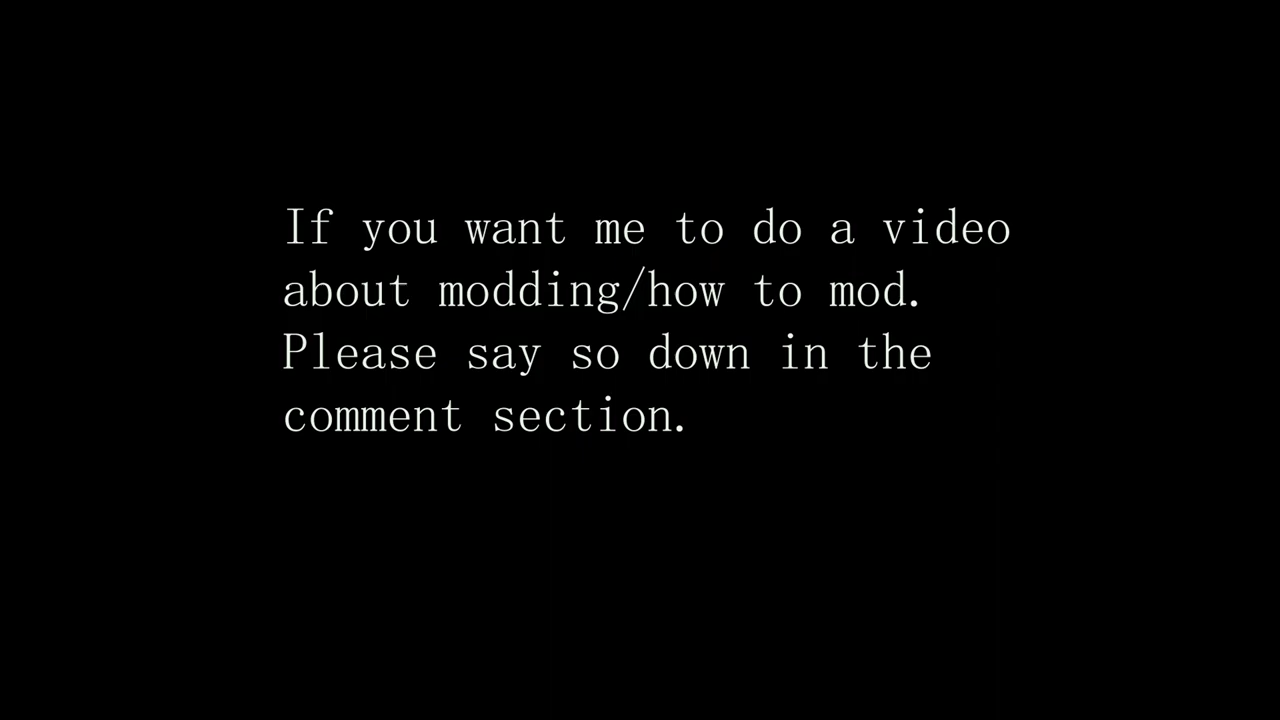 If you want me to do a video
about modding/how to mod.
Please say so down in the
comment section.